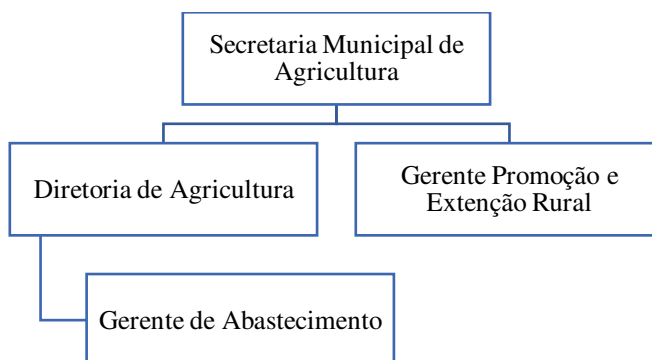 Secretaria Municipal de
Agricultura
Diretoria de Agricultura
Gerente Promoção e
Extenção Rural
Gerente de Abastecimento